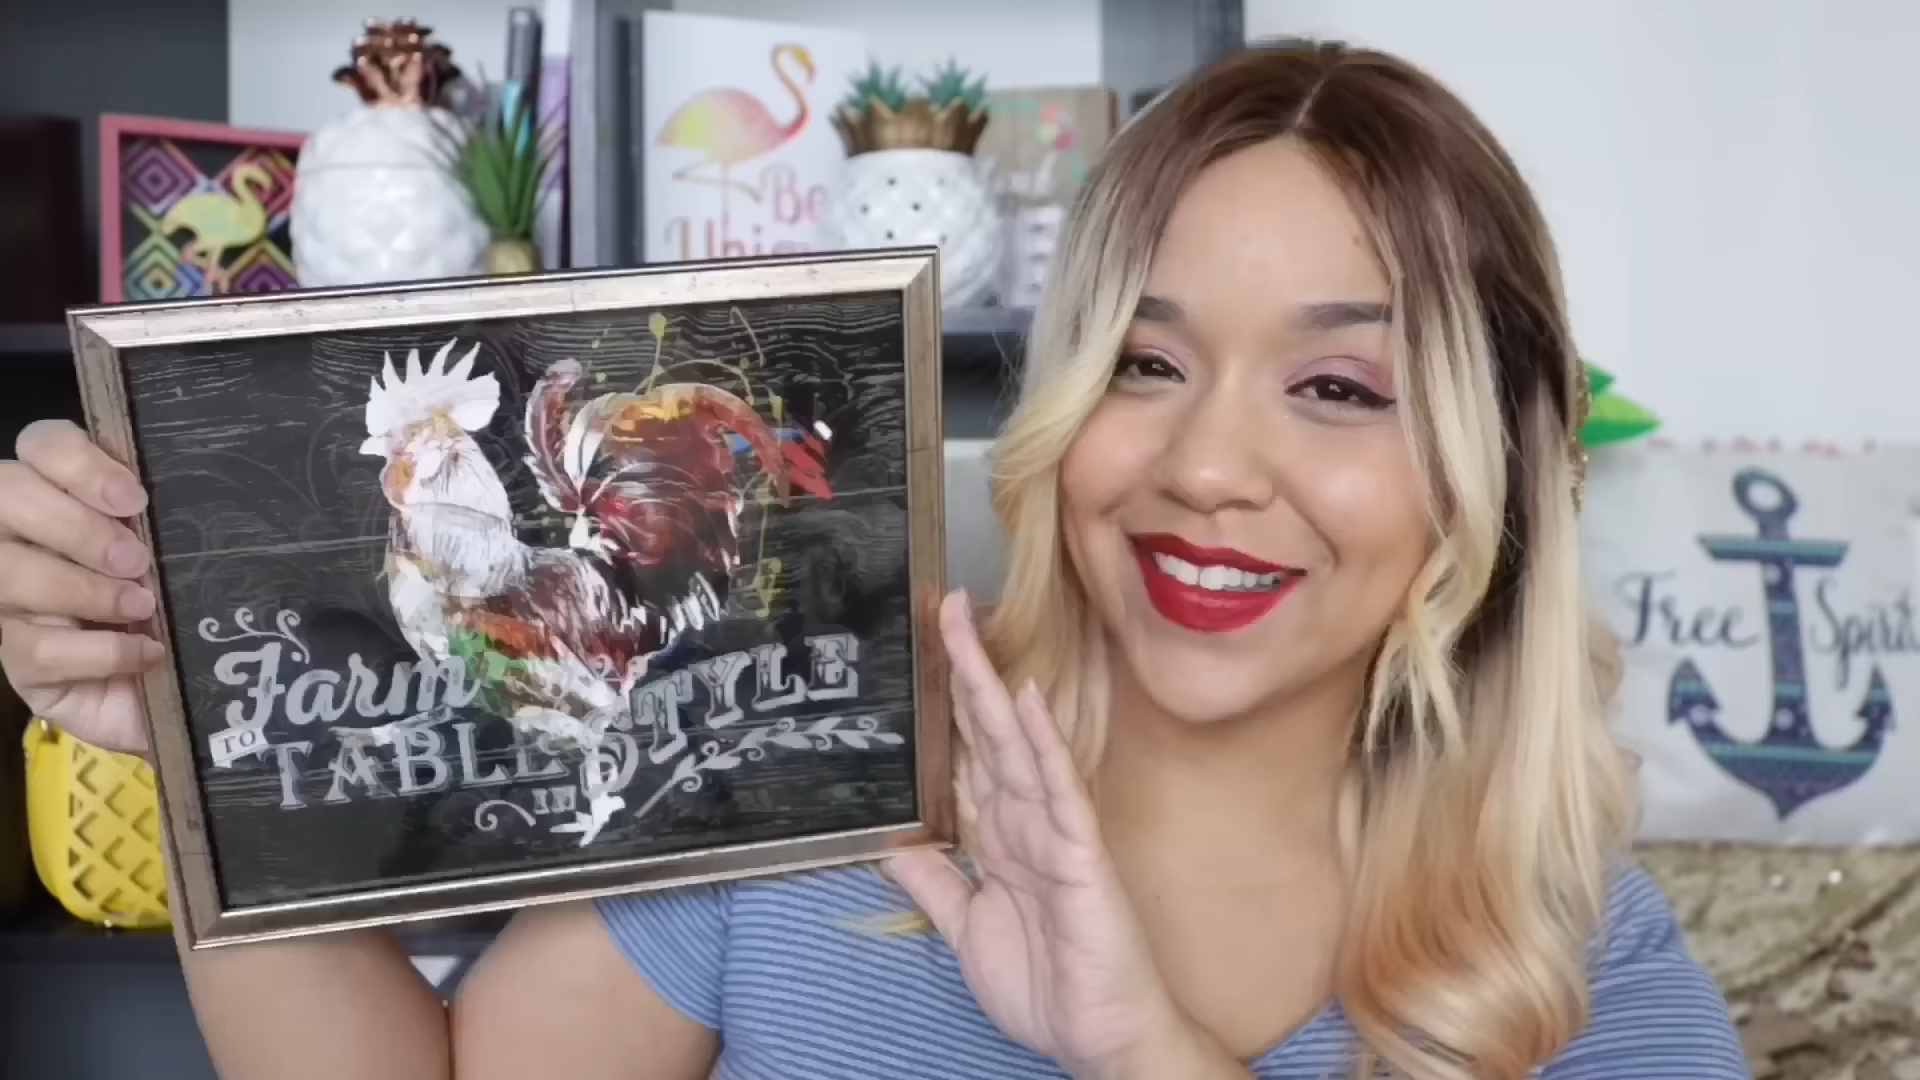 Be
Farm
TO
TABLE
IN
STYLE
Free Spirit